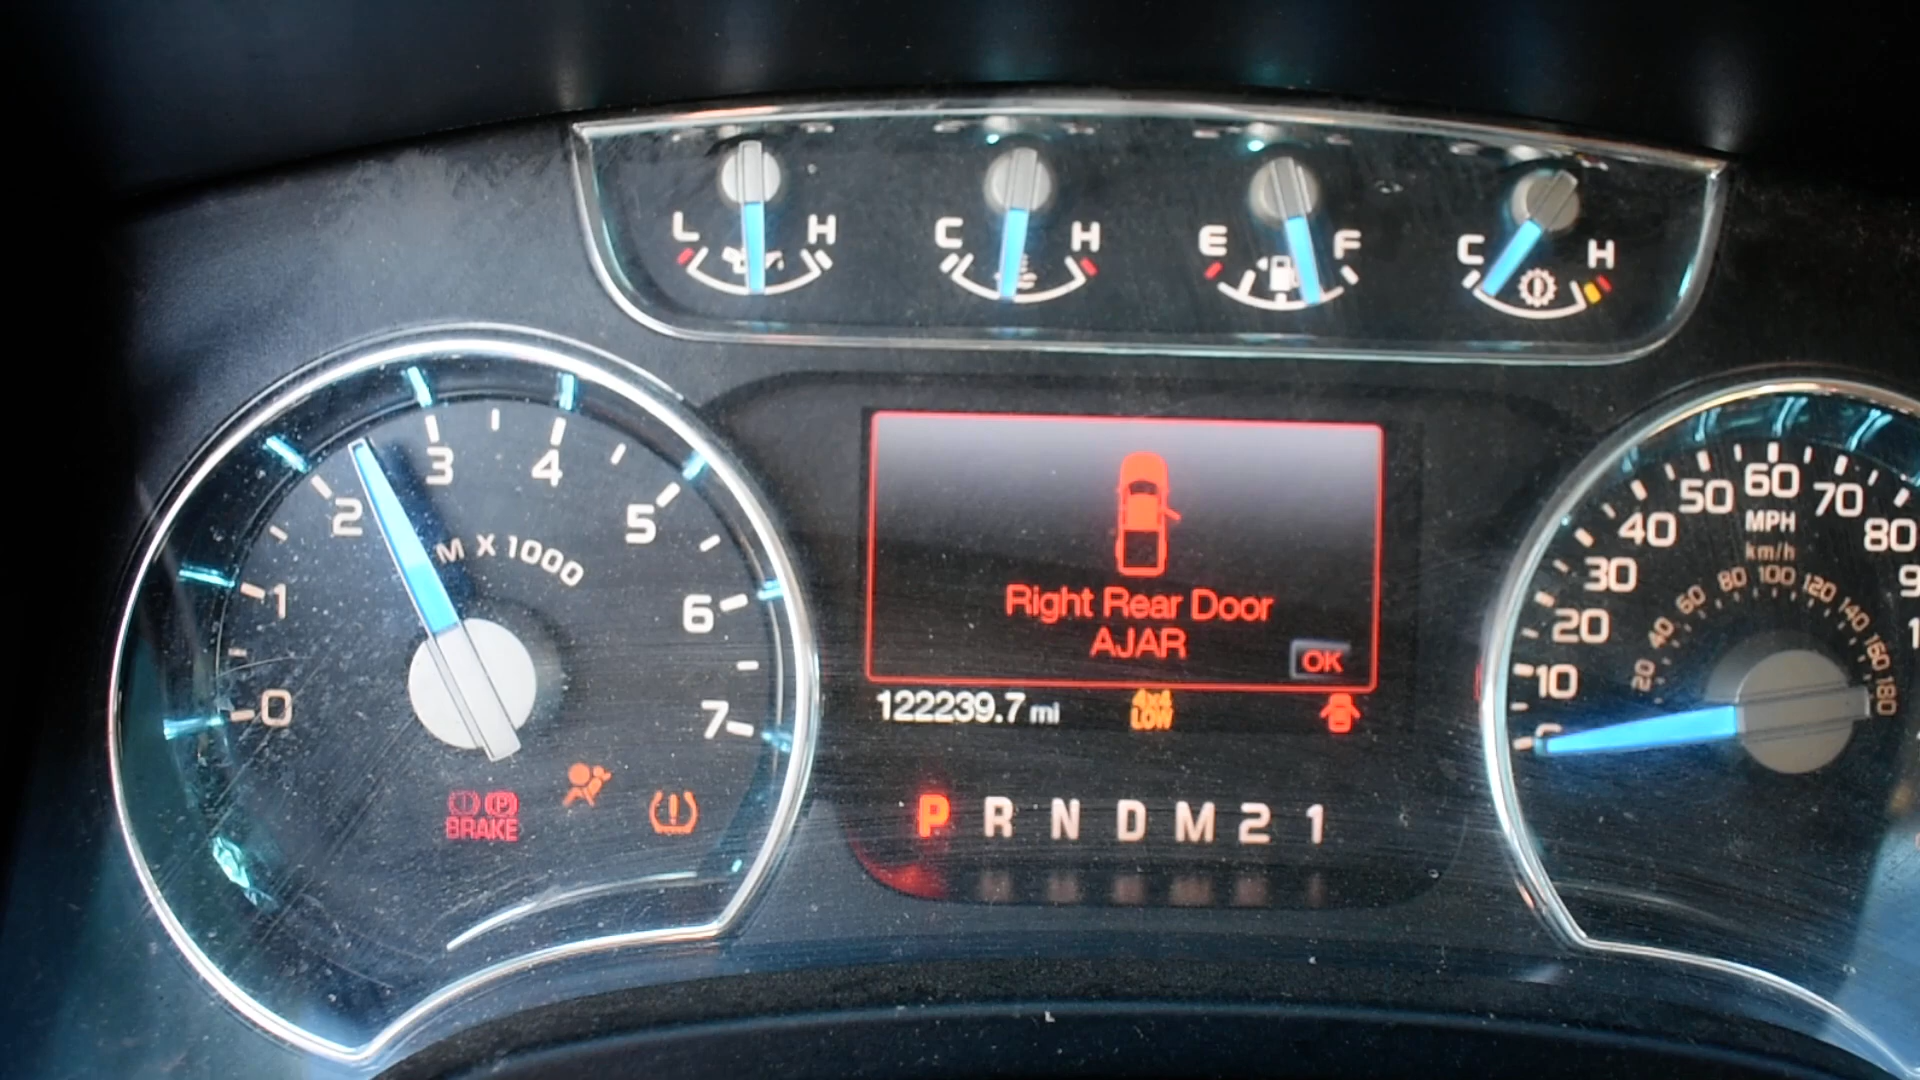 L H C H E F C H
0 1 2 3 4 5 6 7
M X 1000
BRAKE
P
Right Rear Door
AJAR
OK
122239.7 mi
4x4
LOW
P R N D M 2 1
0 10 20 30 40 50 60 70 80
MPH
km/h
20 40 60 80 100 120 140 160 180